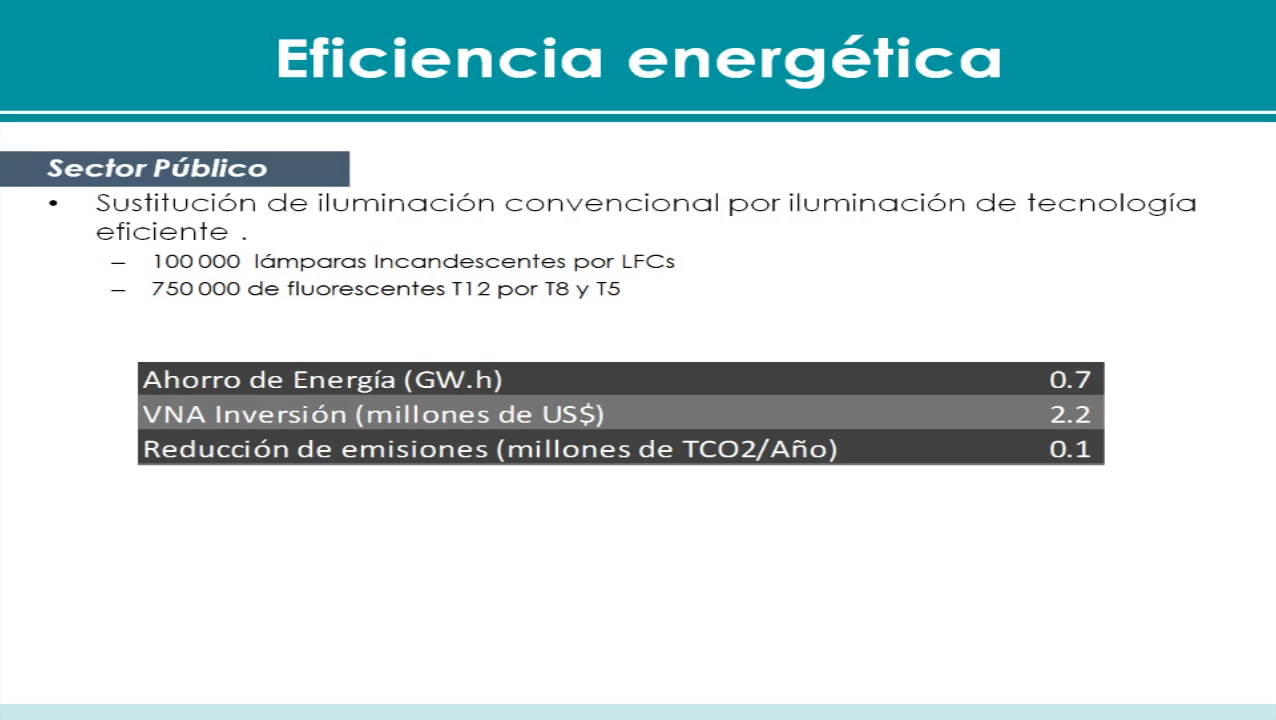 Eficiencia energética
Sector Público
• Sustitución de iluminación convencional por iluminación de tecnología
eficiente .
– 100 000 lámparas Incandescentes por LFCs
– 750 000 de fluorescentes T12 por T8 y T5
Ahorro de Energía (GW.h) 0.7
VNA Inversión (millones de US$) 2.2
Reducción de emisiones (millones de TCO2/Año) 0.1